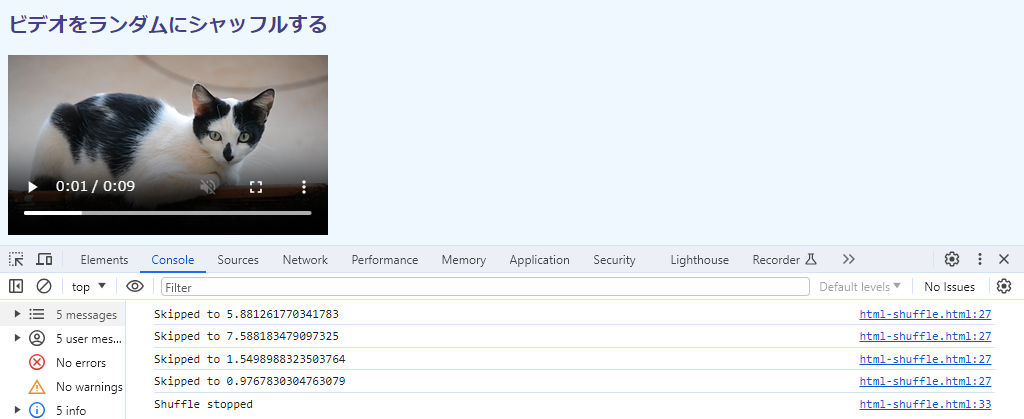 ビデオをランダムにシャッフルする
0:01 / 0:09
Elements Console Sources Network Performance Memory Application Security Lighthouse Recorder
top Filter Default levels No Issues
5 messages
5 user mes...
No errors
No warnings
5 info
Skipped to 5.881261770341783 html-shuffle.html:27
Skipped to 7.588183479097325 html-shuffle.html:27
Skipped to 1.5498988323503764 html-shuffle.html:27
Skipped to 0.9767830304763079 html-shuffle.html:27
Shuffle stopped html-shuffle.html:33